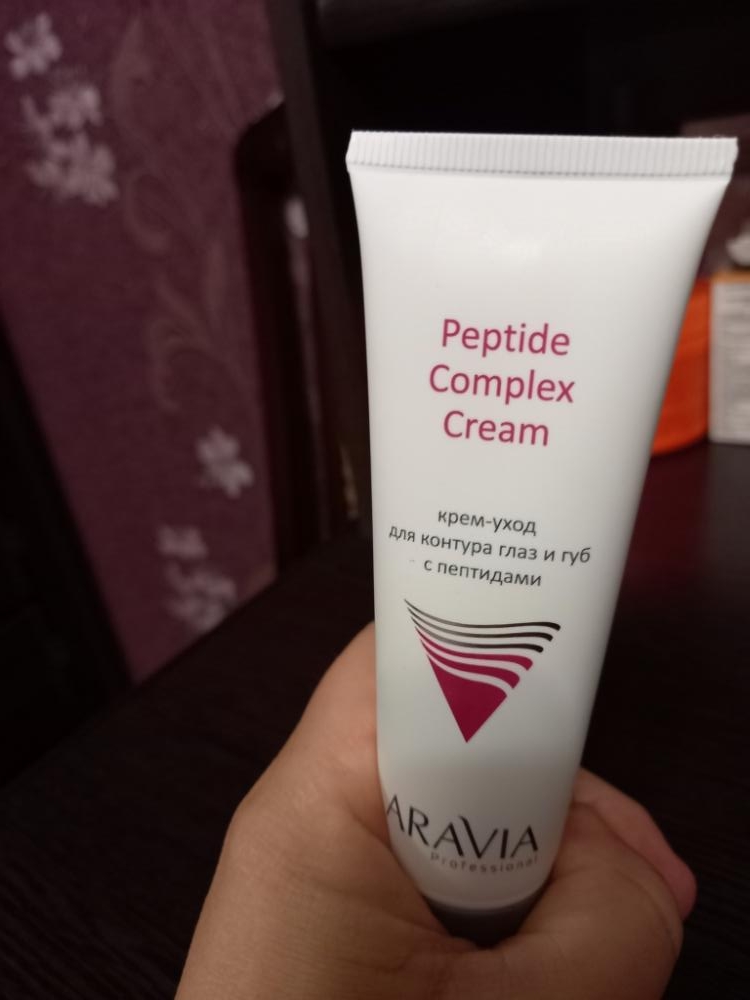 Peptide
Complex
Cream
крем-уход
для контура глаз и губ
с пептидами
ARAVIA
Professional